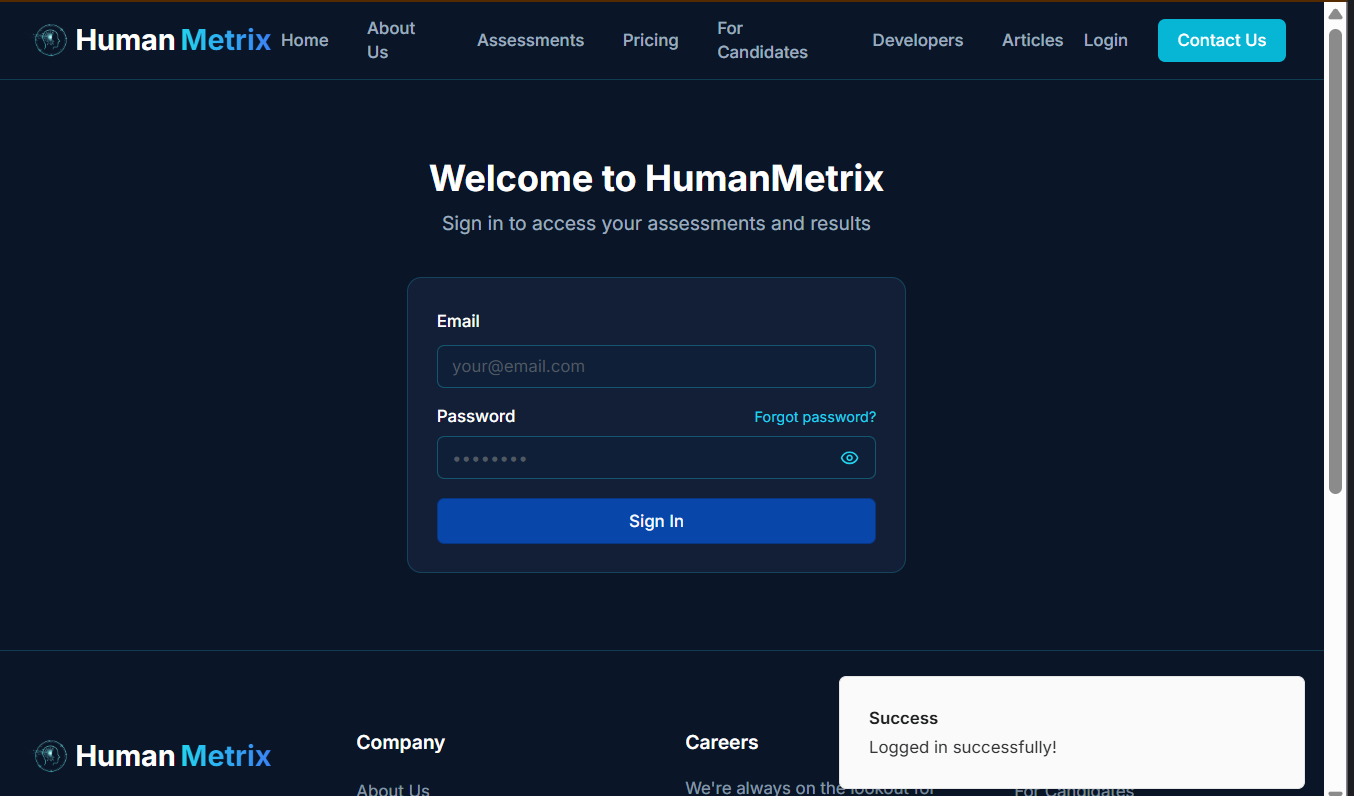 Human Metrix
Home
About
Us
Assessments
Pricing
For
Candidates
Developers
Articles
Login
Contact Us
Welcome to HumanMetrix
Sign in to access your assessments and results
Email
your@email.com
Password
Forgot password?
Sign In
Success
Logged in successfully!
Human Metrix
Company
About Us
Careers
We're always on the lookout for
For Candidates